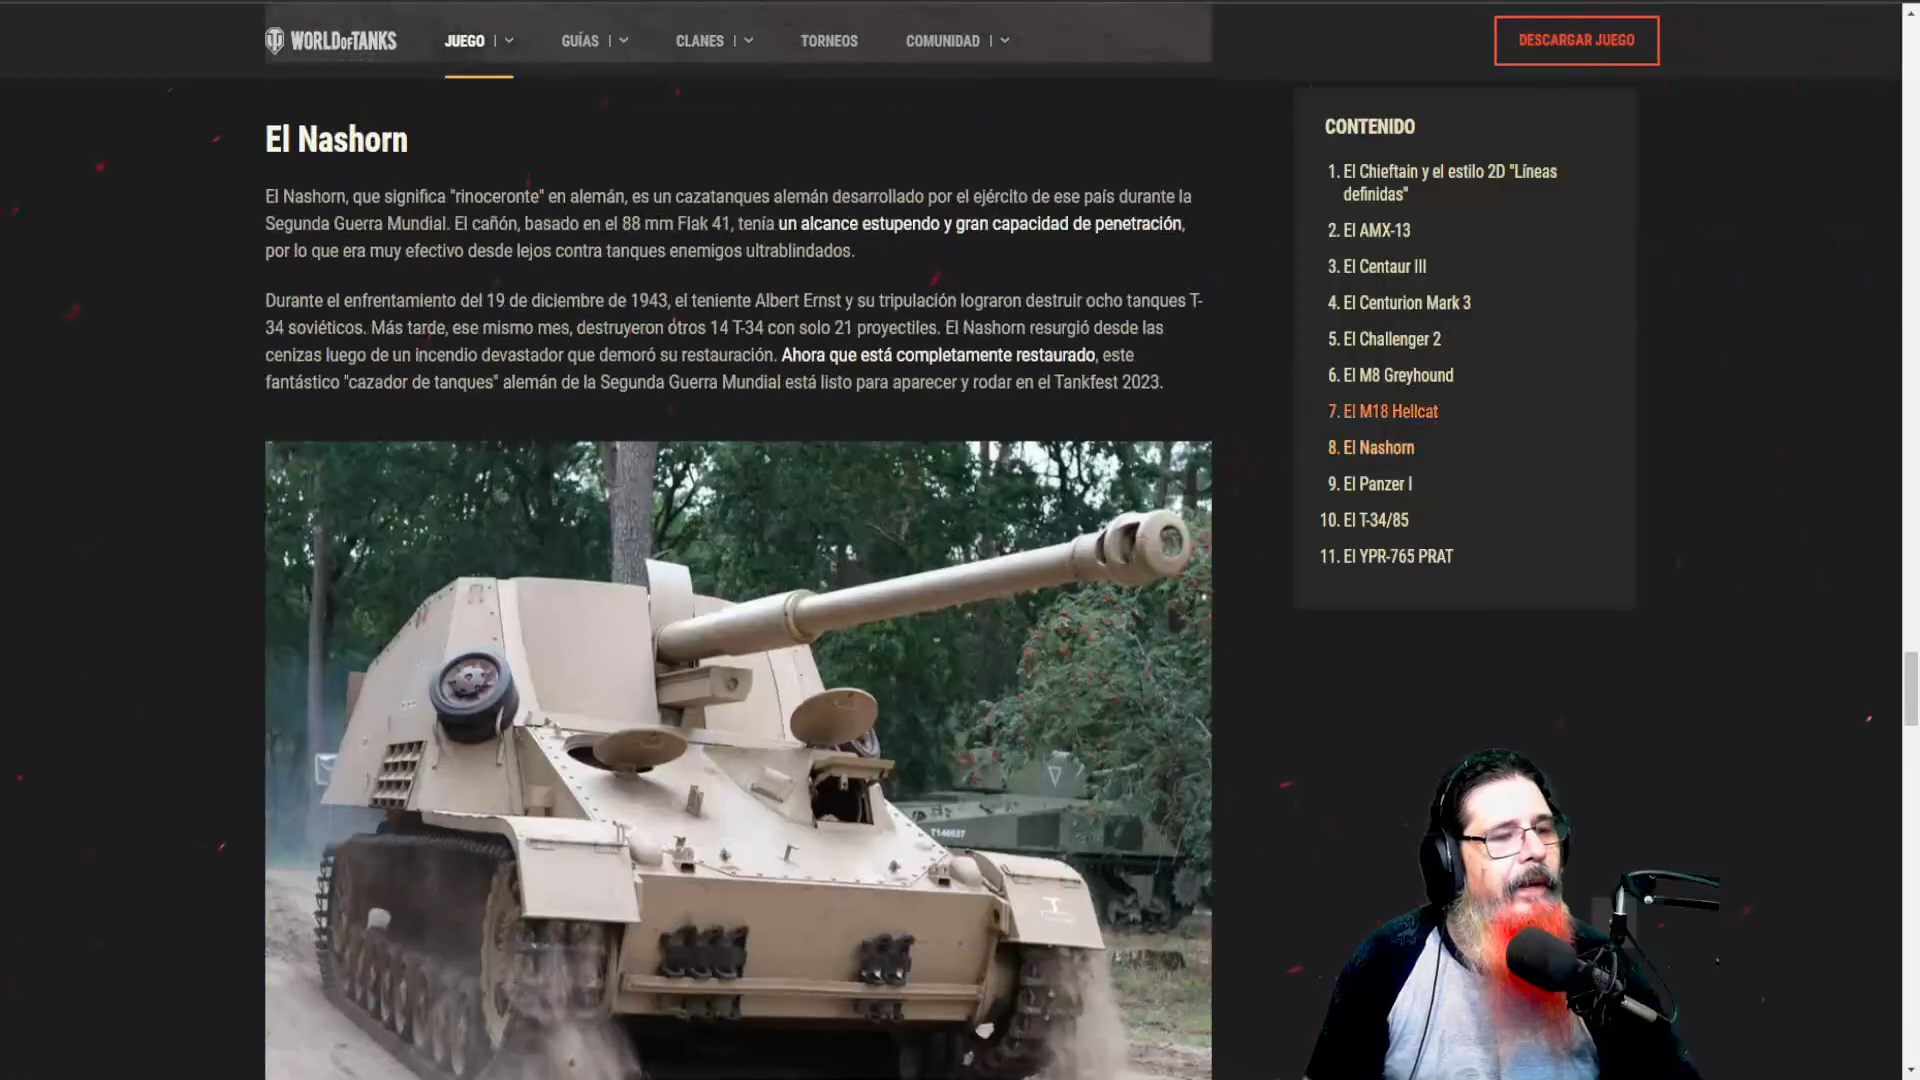 WORLD OF TANKS
JUEGO
GUÍAS
CLANES
TORNEOS
COMUNIDAD
DESCARGAR JUEGO
El Nashorn
El Nashorn, que significa "rinoceronte" en alemán, es un cazatanques alemán desarrollado por el ejército de ese país durante la
Segunda Guerra Mundial. El cañón, basado en el 88 mm Flak 41, tenía un alcance estupendo y gran capacidad de penetración,
por lo que era muy efectivo desde lejos contra tanques enemigos ultrablindados.
Durante el enfrentamiento del 19 de diciembre de 1943, el teniente Albert Ernst y su tripulación lograron destruir ocho tanques T-
34 soviéticos. Más tarde, ese mismo mes, destruyeron otros 14 T-34 con solo 21 proyectiles. El Nashorn resurgió desde las
cenizas luego de un incendio devastador que demoró su restauración. Ahora que está completamente restaurado, este
fantástico "cazador de tanques" alemán de la Segunda Guerra Mundial está listo para aparecer y rodar en el Tankfest 2023.
CONTENIDO
1. El Chieftain y el estilo 2D "Líneas
definidas"
2. El AMX-13
3. El Centaur III
4. El Centurion Mark 3
5. El Challenger 2
6. El M8 Greyhound
7. El M18 Hellcat
8. El Nashorn
9. El Panzer I
10. El T-34/85
11. El YPR-765 PRAT